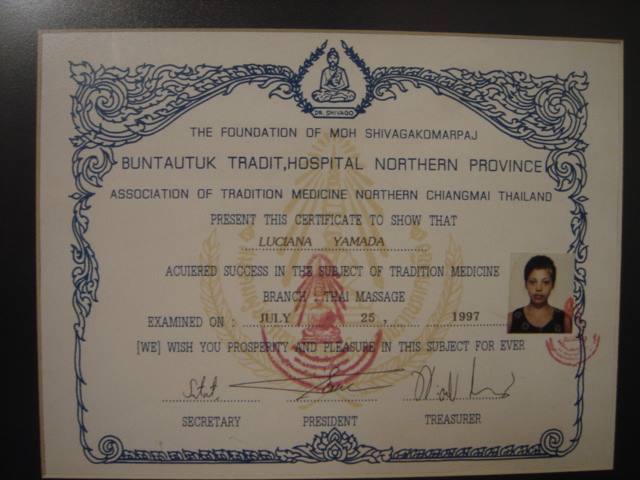 DR. SHIVAGO
THE FOUNDATION OF MOH SHIVAGAKOMARPAJ
BUNTAUTUK TRADIT,HOSPITAL NORTHERN PROVINCE
ASSOCIATION OF TRADITION MEDICINE NORTHERN CHIANGMAI THAILAND
PRESENT THIS CERTIFICATE TO SHOW THAT
LUCIANA YAMADA
ACUIERED SUCCESS IN THE SUBJECT OF TRADITION MEDICINE
BRANCH : THAI MASSAGE
EXAMINED ON : JULY 25, 1997
[WE] WISH YOU PROSPERITY AND PLEASURE IN THIS SUBJECT FOR EVER
SECRETARY PRESIDENT TREASURER